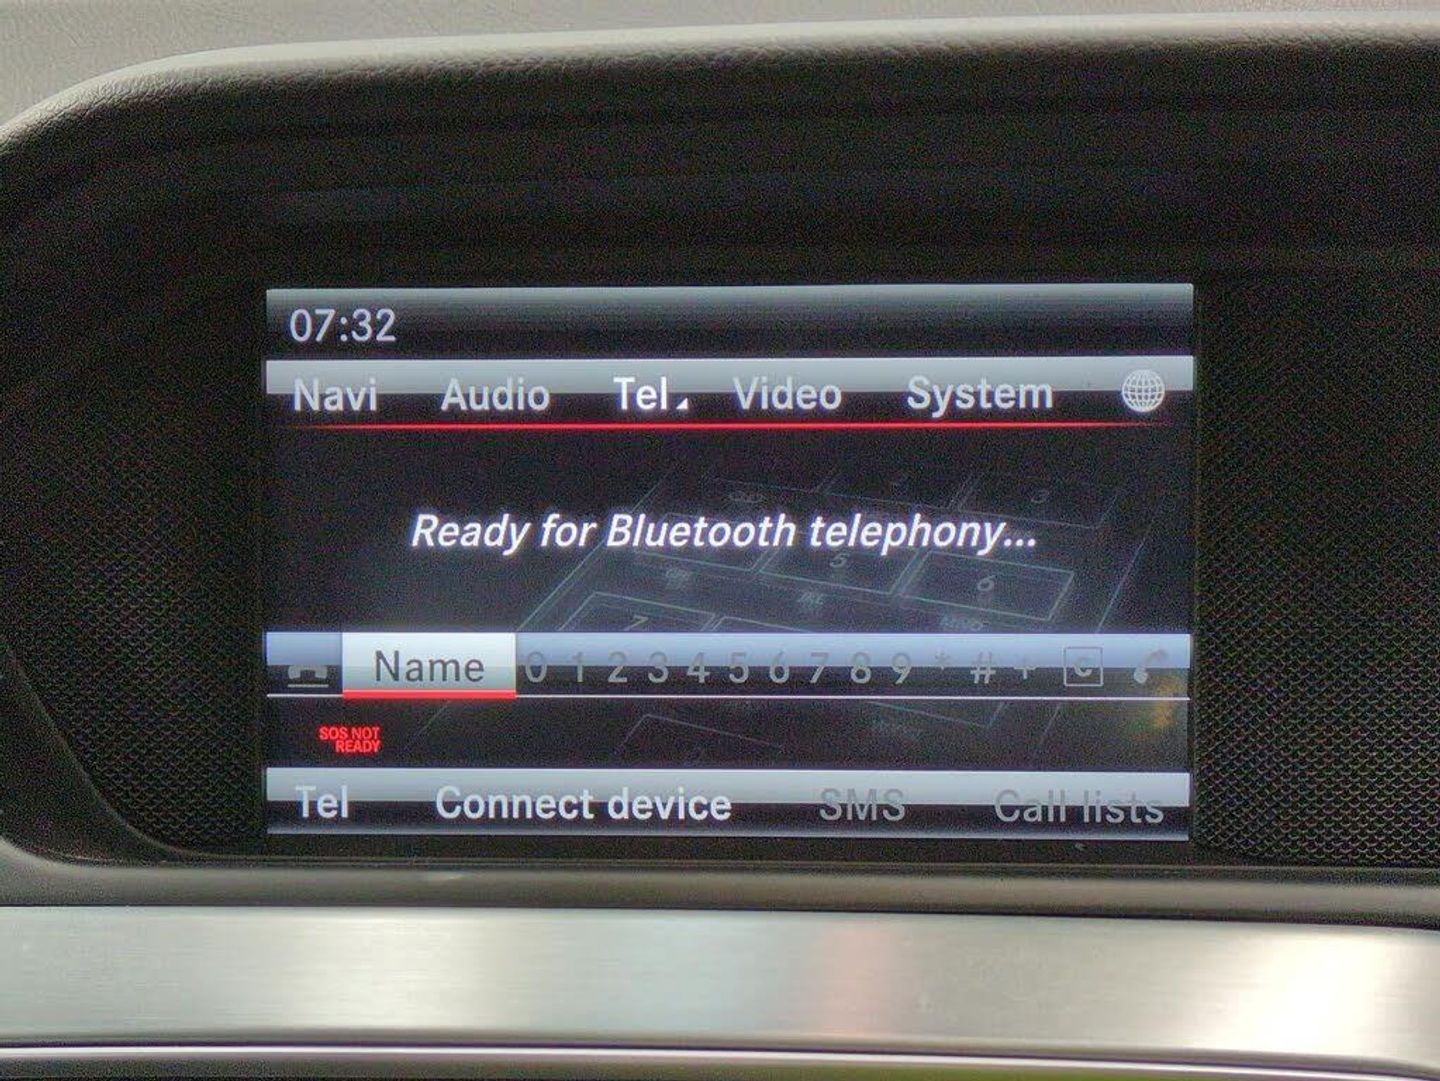 07:32
Navi Audio Tel Video System
Ready for Bluetooth telephony...
Name 0 1 2 3 4 5 6 7 8 9 * # + C
SOS NOT
READY
Tel Connect device SMS Call lists